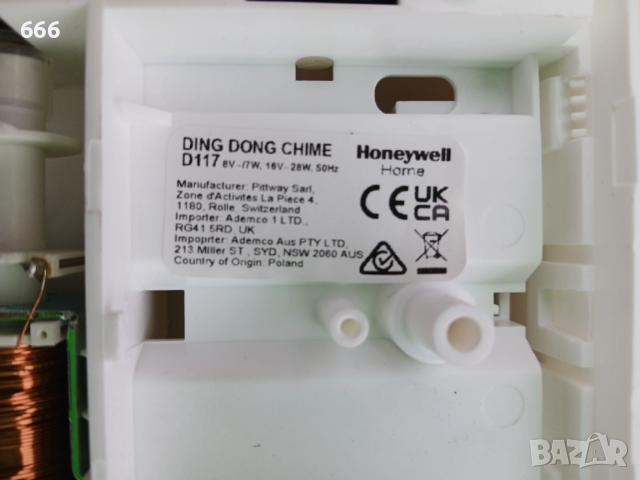 666
DING DONG CHIME
D117 8V~/7W, 16V~28W, 50Hz
Honeywell
Home
Manufacturer: Pittway Sarl,
Zone d'Activites La Piece 4,
1180, Rolle, Switzerland
Importer: Ademco 1 LTD.,
RG41 5RD, UK
Impoprter: Ademco Aus PTY LTD,
213 Miller ST , SYD, NSW 2060 AUS
Country of Origin: Poland
CE
UK
CA
BAZAR